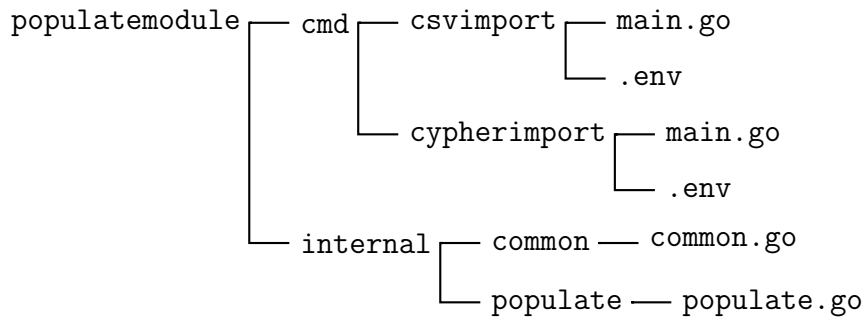 populatemodule cmd csvimport main.go
.env
cypherimport main.go
.env
internal common common.go
populate populate.go